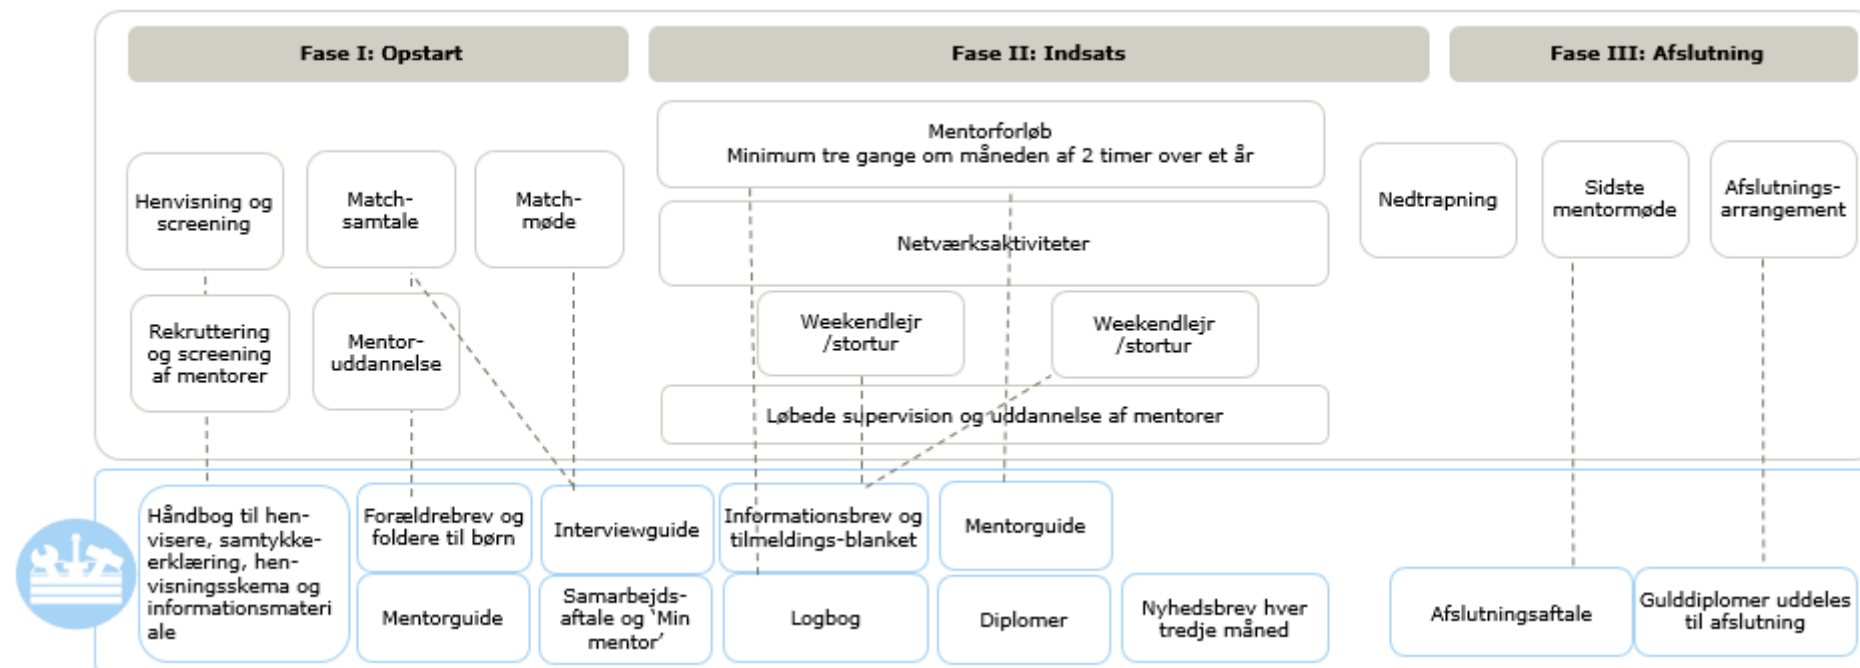 Fase I: Opstart
Fase II: Indsats
Fase III: Afslutning
Henvisning og
screening
Match-
samtale
Match-
møde
Rekruttering
og screening
af mentorer
Mentor-
uddannelse
Mentorforløb
Minimum tre gange om måneden af 2 timer over et år
Netværksaktiviteter
Weekendlejr
/stortur
Weekendlejr
/stortur
Løbede supervision og uddannelse af mentorer
Nedtrapning
Sidste
mentormøde
Afslutnings-
arrangement
Håndbog til hen-
visere, samtykke-
erklæring, hen-
visningsskema og
informationsmateri
ale
Forældrebrev og
foldere til børn
Interviewguide
Informationsbrev og
tilmeldings-blanket
Mentorguide
Mentorguide
Samarbejds-
aftale og ‘Min
mentor’
Logbog
Diplomer
Nyhedsbrev hver
tredje måned
Afslutningsaftale
Gulddiplomer uddeles
til afslutning